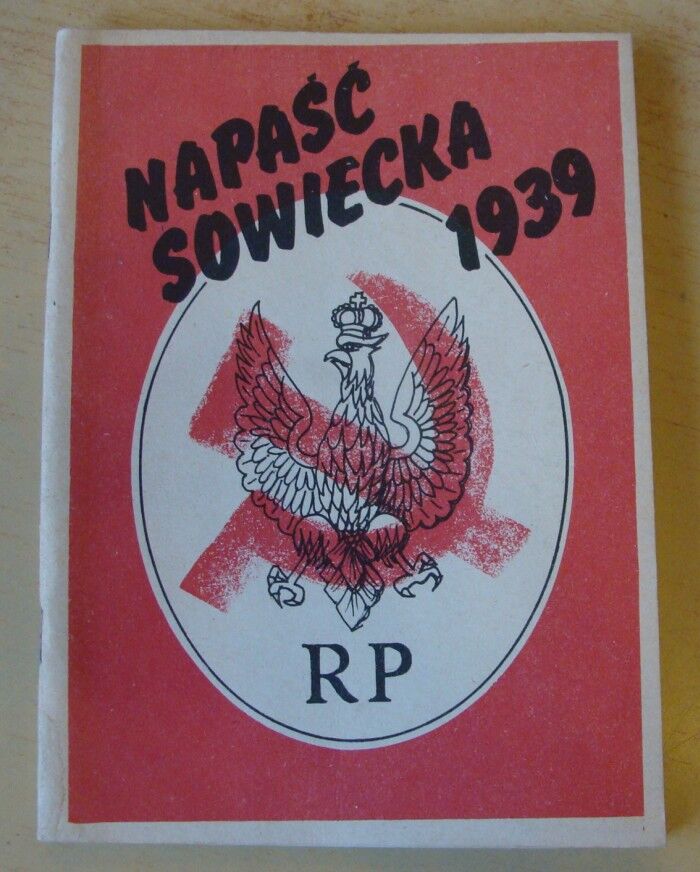 NAPAŚĆ
SOWIECKA
1939
RP